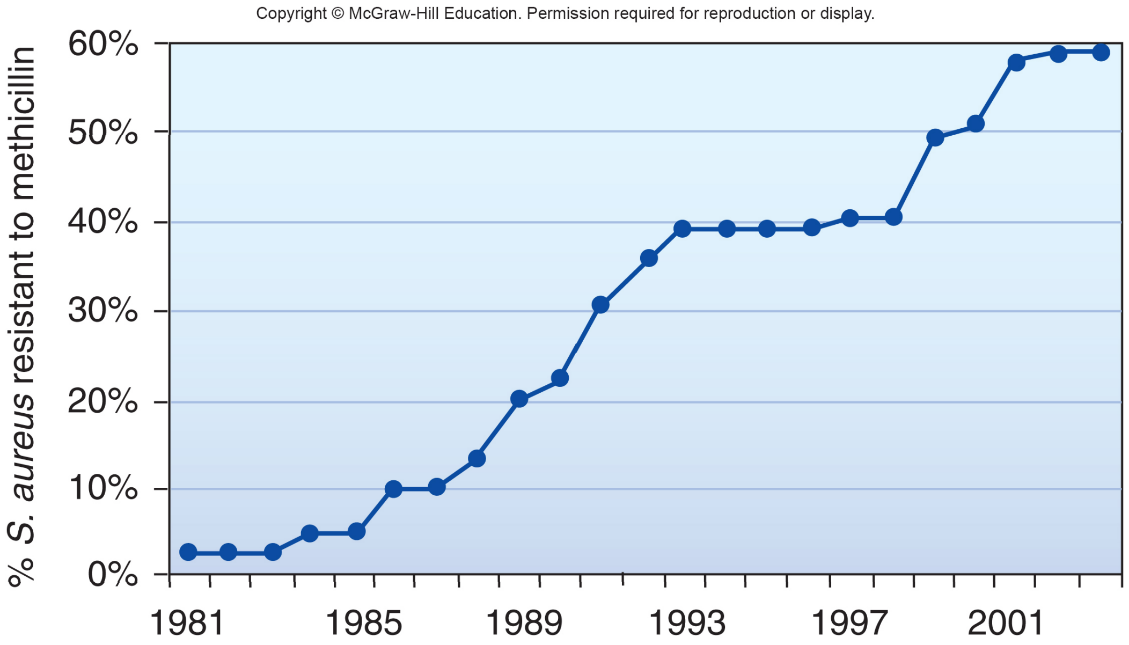 Copyright © McGraw-Hill Education. Permission required for reproduction or display.
% S. aureus resistant to methicillin
60%
50%
40%
30%
20%
10%
0%
1981 1985 1989 1993 1997 2001